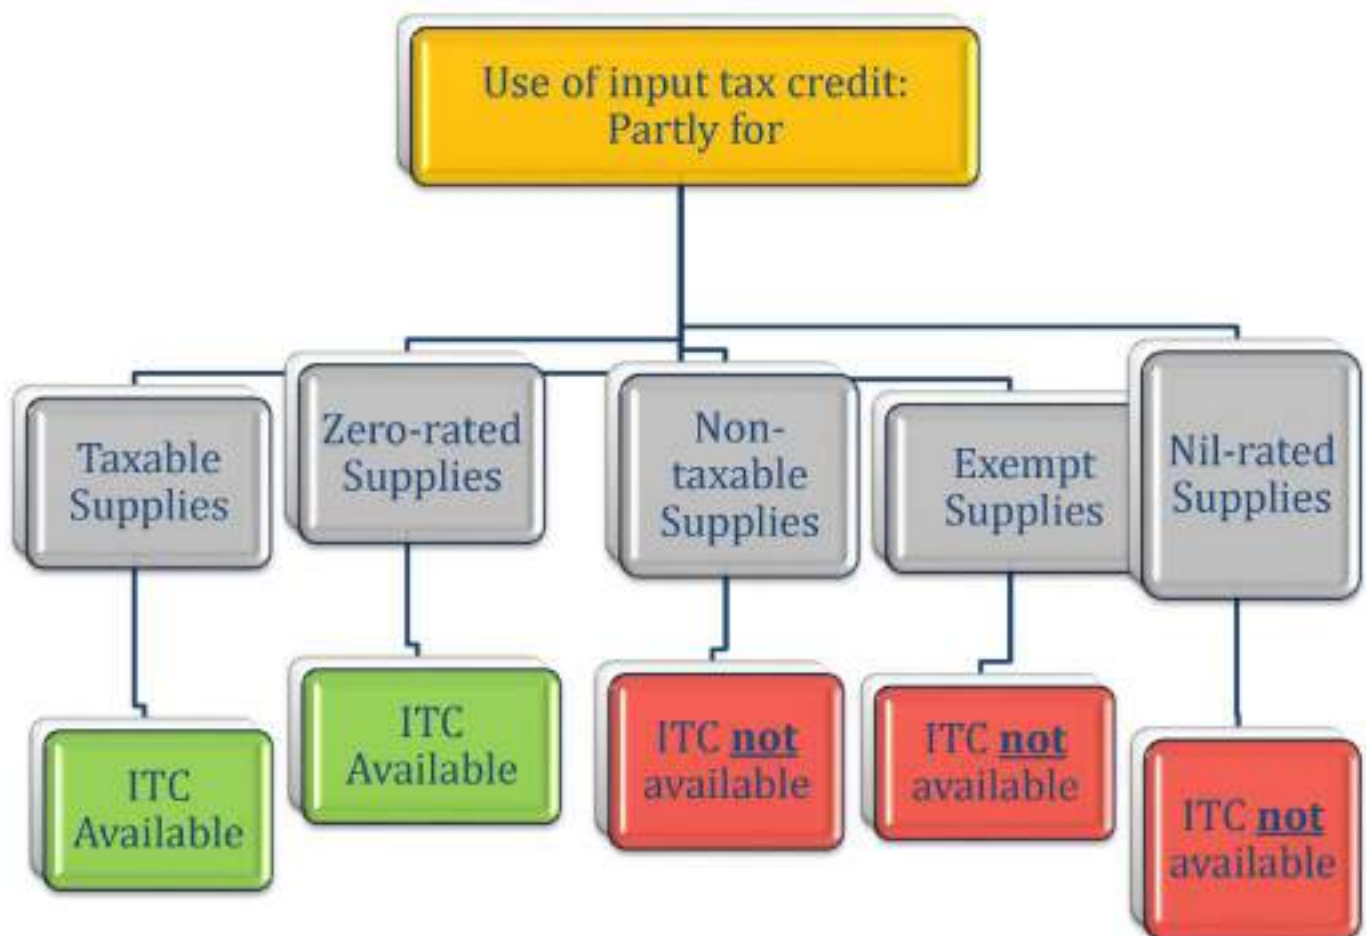 Use of input tax credit:
Partly for
Taxable
Supplies
Zero-rated
Supplies
Non-
taxable
Supplies
Exempt
Supplies
Nil-rated
Supplies
ITC
Available
ITC
Available
ITC not
available
ITC not
available
ITC not
available